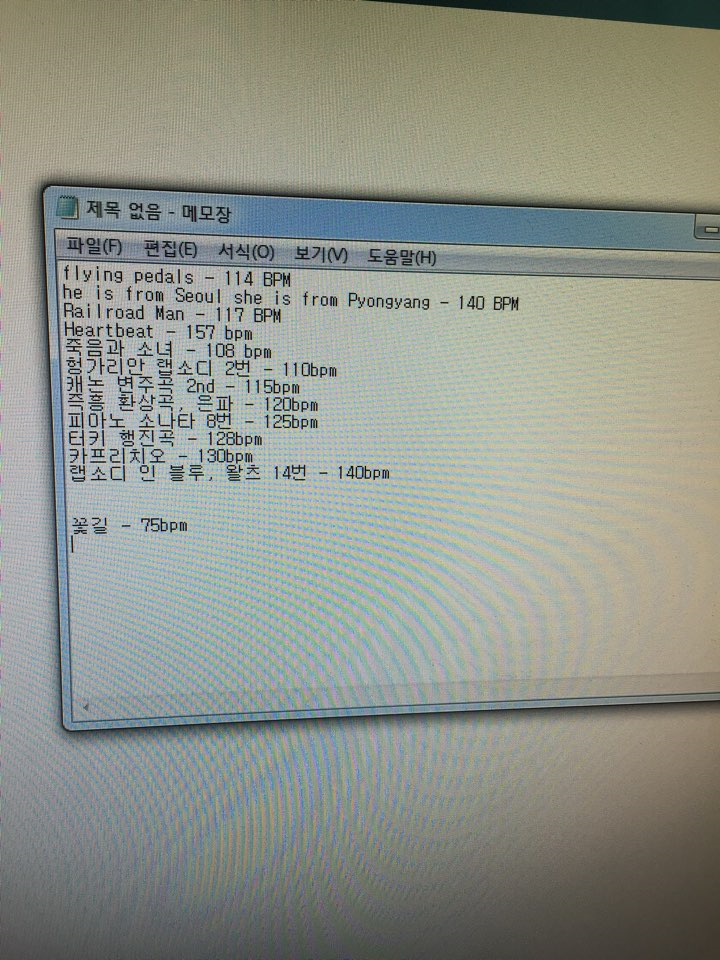 제목 없음 - 메모장
파일(F) 편집(E) 서식(O) 보기(V) 도움말(H)
flying pedals - 114 BPM
he is from Seoul she is from Pyongyang - 140 BPM
Railroad Man - 117 BPM
Heartbeat - 157 bpm
죽음과 소녀 - 108 bpm
헝가리안 랩소디 2번 - 110bpm
캐논 변주곡 2nd - 115bpm
즉흥 환상곡, 은파 - 120bpm
피아노 소나타 8번 - 125bpm
터키 행진곡 - 128bpm
카프리치오 - 130bpm
랩소디 인 블루, 왈츠 14번 - 140bpm
꽃길 - 75bpm